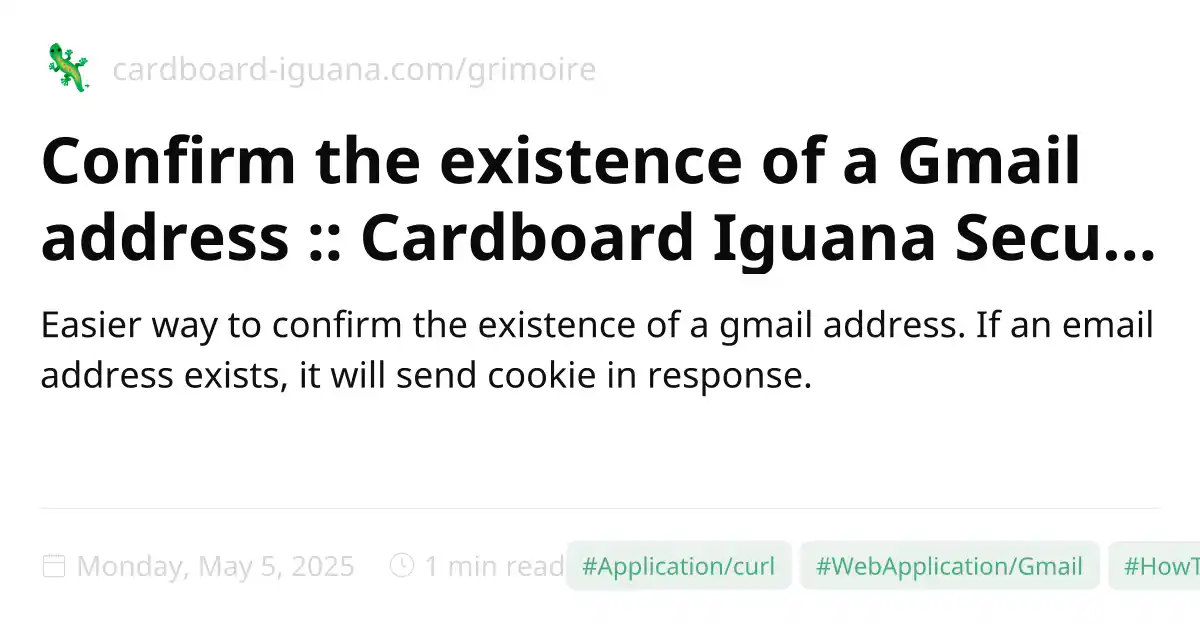 cardboard-iguana.com/grimoire
Confirm the existence of a Gmail
address :: Cardboard Iguana Secu...
Easier way to confirm the existence of a gmail address. If an email
address exists, it will send cookie in response.
Monday, May 5, 2025 1 min read #Application/curl #WebApplication/Gmail #HowT